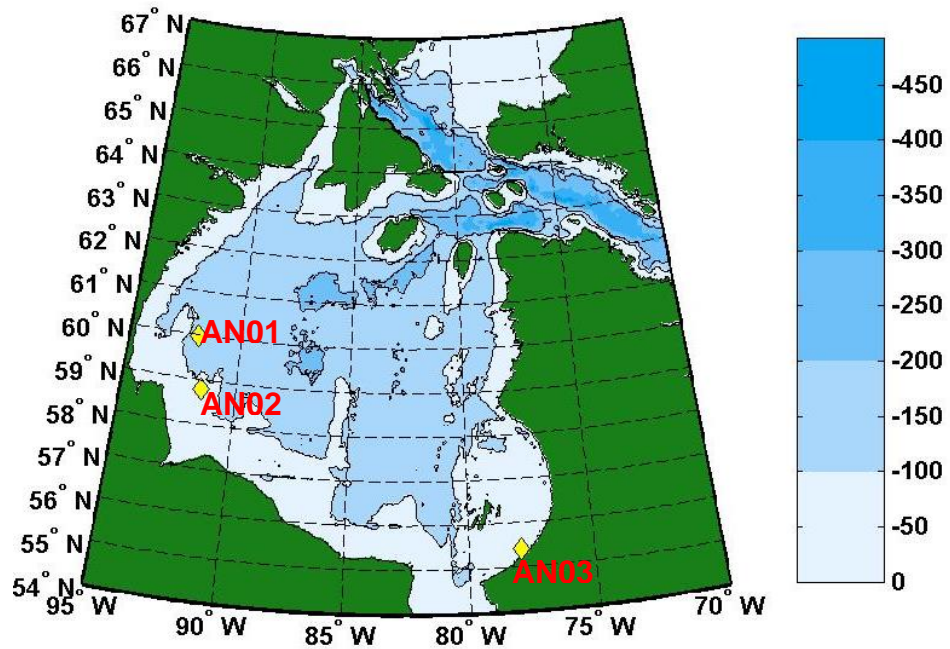 67° N
66° N
65° N
64° N
63° N
62° N
61° N
60° N
59° N
58° N
57° N
56° N
55° N
54° N
95° W
90° W
85° W
80° W
75° W
70° W
AN01
AN02
AN03
-450
-400
-350
-300
-250
-200
-150
-100
-50
0